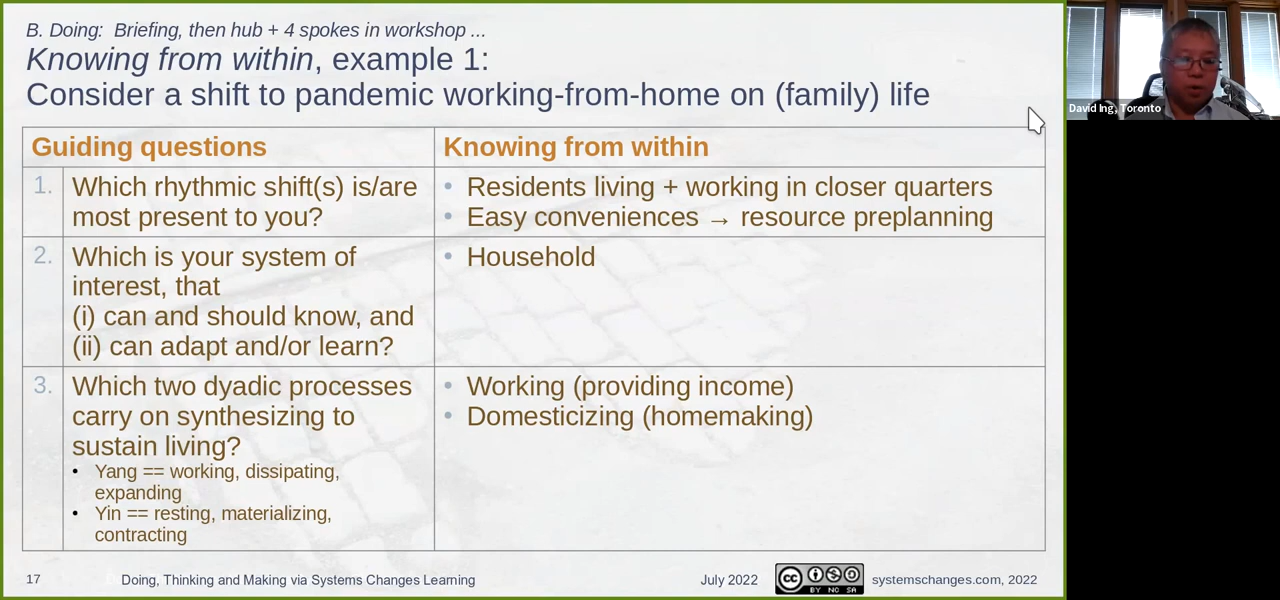 B. Doing: Briefing, then hub + 4 spokes in workshop ...
Knowing from within, example 1:
Consider a shift to pandemic working-from-home on (family) life
Guiding questions
Knowing from within
1. Which rhythmic shift(s) is/are
most present to you?
• Residents living + working in closer quarters
• Easy conveniences → resource preplanning
2. Which is your system of
interest, that
(i) can and should know, and
(ii) can adapt and/or learn?
• Household
3. Which two dyadic processes
carry on synthesizing to
sustain living?
• Yang == working, dissipating,
expanding
• Yin == resting, materializing,
contracting
• Working (providing income)
• Domesticizing (homemaking)
17
Doing, Thinking and Making via Systems Changes Learning
July 2022
cc
BY NC SA
systemschanges.com, 2022
David Ing, Toronto